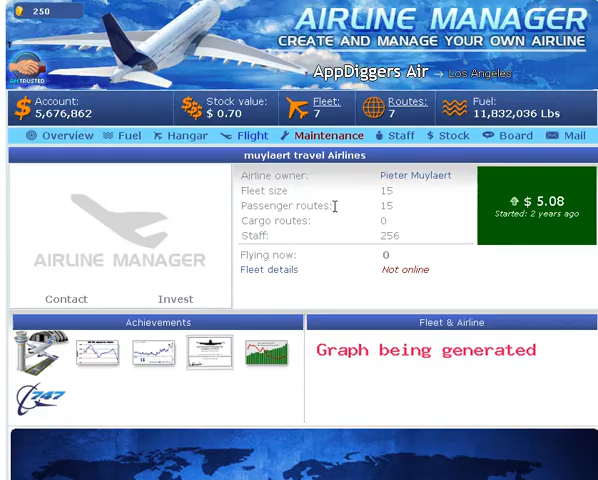 250
AIRLINE MANAGER
CREATE AND MANAGE YOUR OWN AIRLINE
APPTRUSTED
AppDiggers Air → Los Angeles
Account:
5,676,862
Stock value:
$ 0.70
Fleet:
7
Routes:
7
Fuel:
11,832,036 Lbs
Overview Fuel Hangar Flight Maintenance Staff $ Stock Board Mail
muylaert travel Airlines
Airline owner: Pieter Muylaert
Fleet size 15
Passenger routes: 15
Cargo routes: 0
Staff: 256
Flying now: 0
Fleet details Not online
$ 5.08
Started: 2 years ago
AIRLINE MANAGER
Contact Invest
Achievements
Fleet & Airline
Graph being generated
747